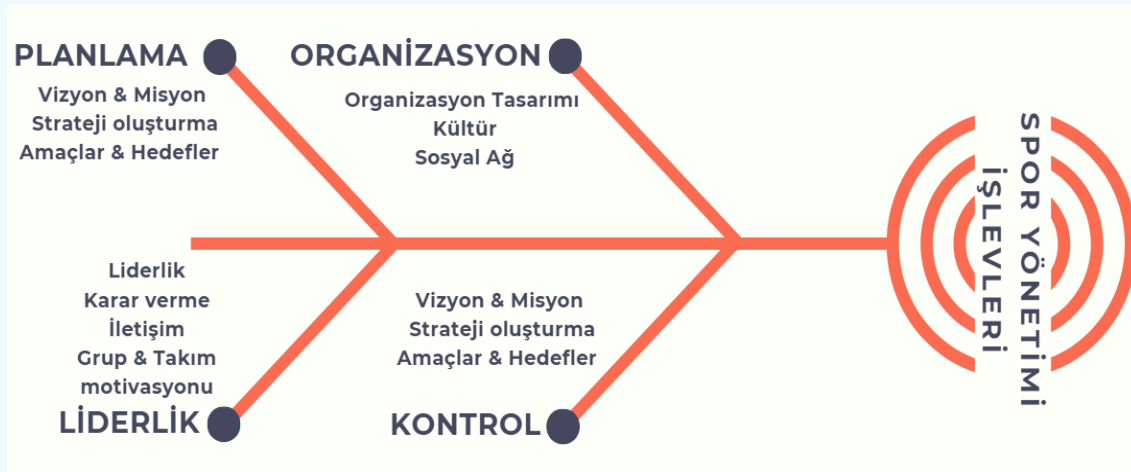 PLANLAMA
Vizyon & Misyon
Strateji oluşturma
Amaçlar & Hedefler
ORGANİZASYON
Organizasyon Tasarımı
Kültür
Sosyal Ağ
Liderlik
Karar verme
İletişim
Grup & Takım
motivasyonu
LİDERLİK
Vizyon & Misyon
Strateji oluşturma
Amaçlar & Hedefler
KONTROL
SPOR YÖNETİMİ
İŞLEVLERİ